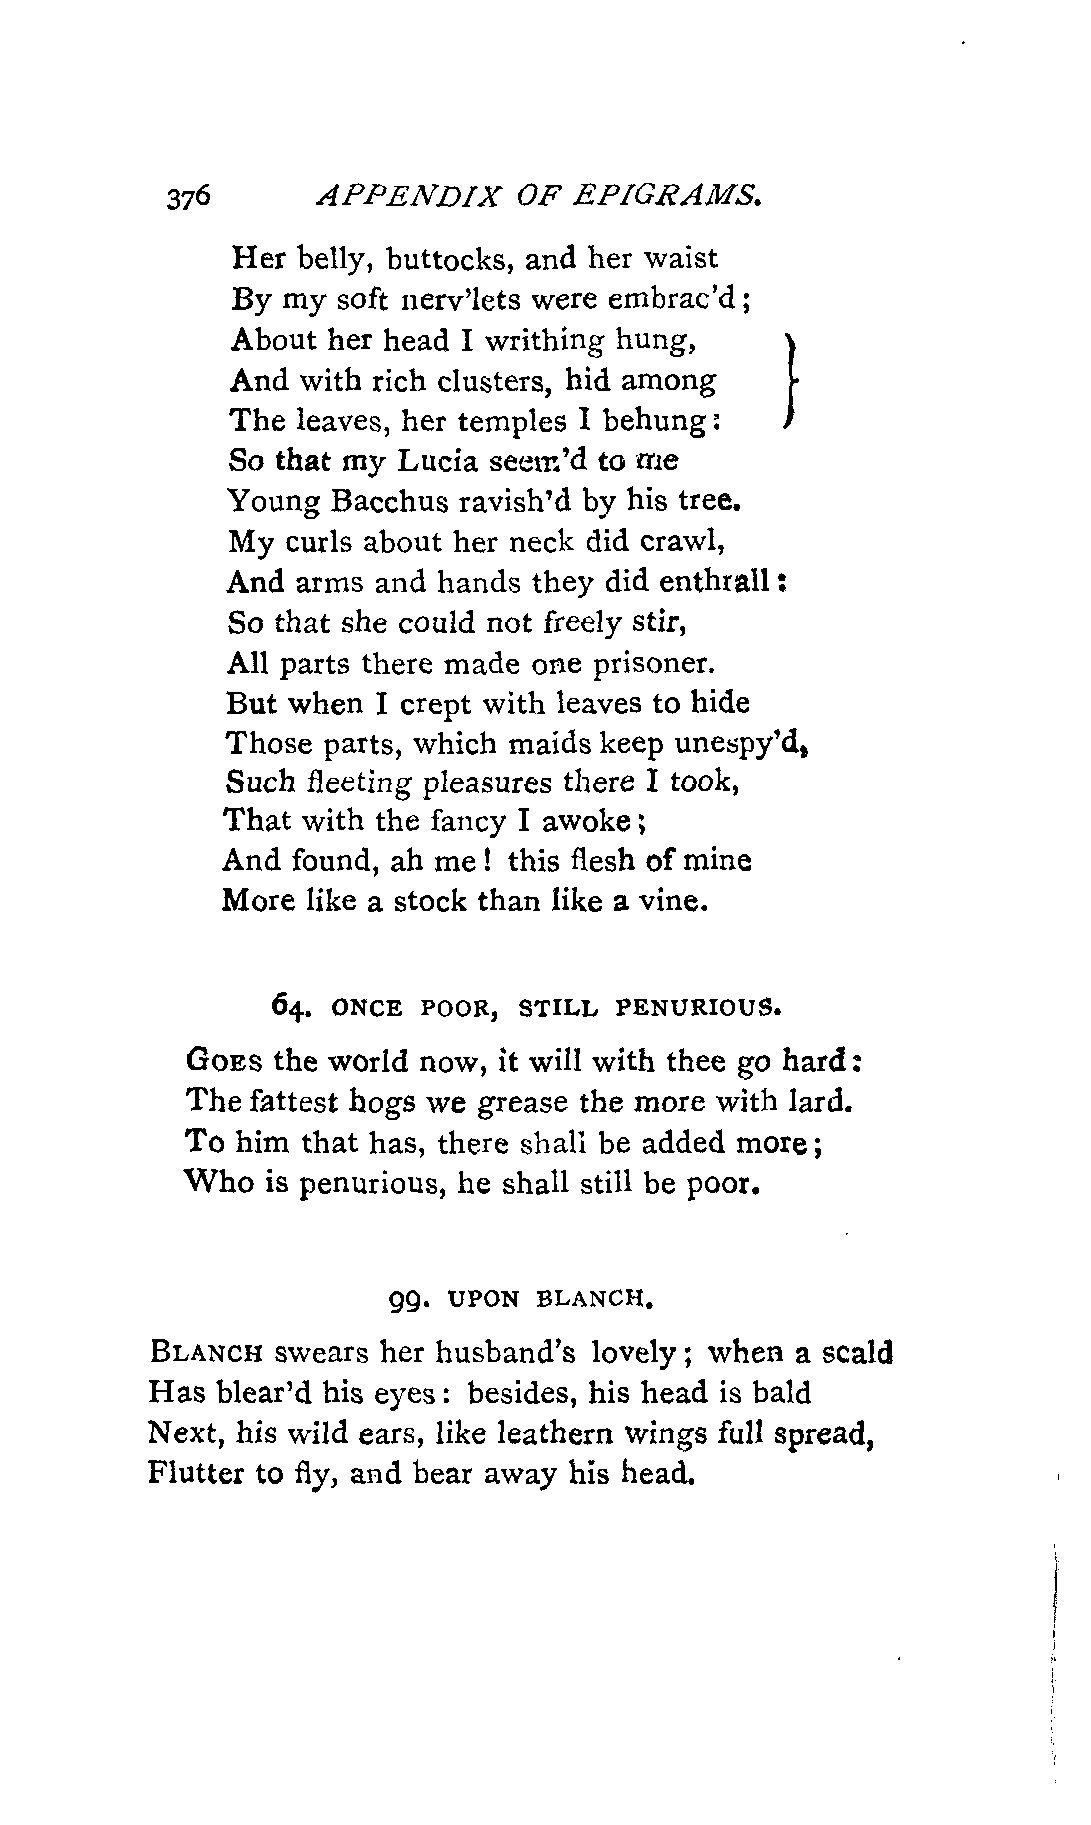 376 APPENDIX OF EPIGRAMS.
Her belly, buttocks, and her waist
By my soft nerv'lets were embrac'd;
About her head I writhing hung,
And with rich clusters, hid among
The leaves, her temples I behung:
So that my Lucia seem'd to me
Young Bacchus ravish'd by his tree.
My curls about her neck did crawl,
And arms and hands they did enthrall:
So that she could not freely stir,
All parts there made one prisoner.
But when I crept with leaves to hide
Those parts, which maids keep unespy'd,
Such fleeting pleasures there I took,
That with the fancy I awoke;
And found, ah me! this flesh of mine
More like a stock than like a vine.
64. ONCE POOR, STILL PENURIOUS.
GOES the world now, it will with thee go hard:
The fattest hogs we grease the more with lard.
To him that has, there shall be added more;
Who is penurious, he shall still be poor.
99. UPON BLANCH.
BLANCH swears her husband's lovely; when a scald
Has blear'd his eyes: besides, his head is bald
Next, his wild ears, like leathern wings full spread,
Flutter to fly, and bear away his head.